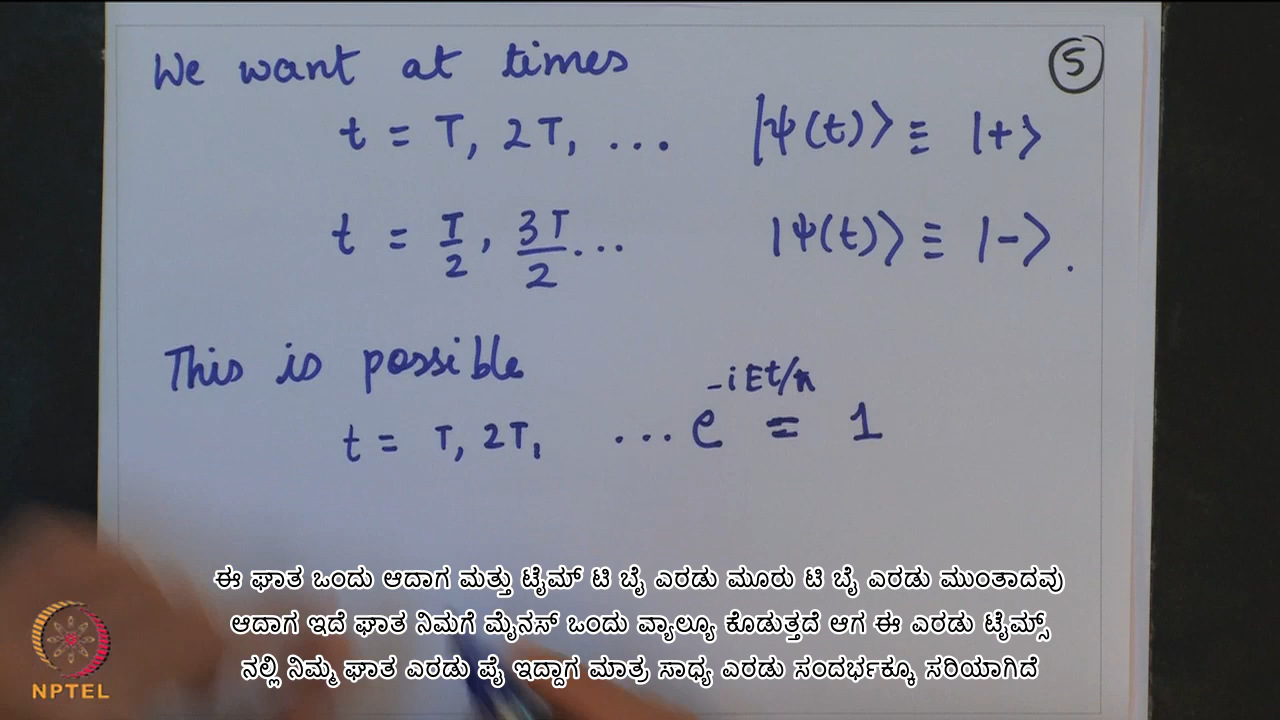 We want at times
5
t = T, 2T, ... |ψ(t)⟩ ≡ |+⟩
t = T/2, 3T/2 ... |ψ(t)⟩ ≡ |-⟩.
This is possible
t = T, 2T, ... e^{-iEt/ħ} = 1
ಈ ಘಾತ ಒಂದು ಆದಾಗ ಮತ್ತು ಟೈಮ್ ಟಿ ಬೈ ಎರಡು ಮೂರು ಟಿ ಬೈ ಎರಡು ಮುಂತಾದವು
ಆದಾಗ ಇದೆ ಘಾತ ನಿಮಗೆ ಮೈನಸ್ ಒಂದು ವ್ಯಾಲ್ಯೂ ಕೊಡುತ್ತದೆ ಆಗ ಈ ಎರಡು ಟೈಮ್ಸ್
ನಲ್ಲಿ ನಿಮ್ಮ ಘಾತ ಎರಡು ಪೈ ಇದ್ದಾಗ ಮಾತ್ರ ಸಾಧ್ಯ ಎರಡು ಸಂದರ್ಭಕ್ಕೂ ಸರಿಯಾಗಿದೆ
NPTEL